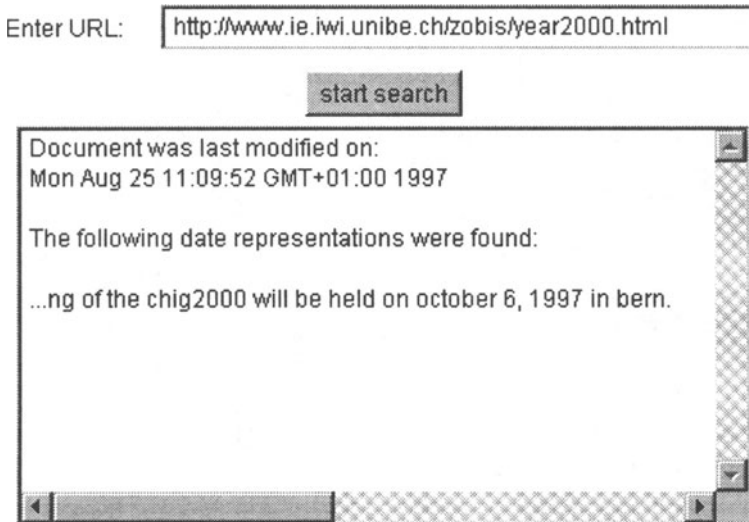 Enter URL: http://www.ie.iwi.unibe.ch/zobis/year2000.html
start search
Document was last modified on:
Mon Aug 25 11:09:52 GMT+01:00 1997
The following date representations were found:
...ng of the chig2000 will be held on october 6, 1997 in bern.